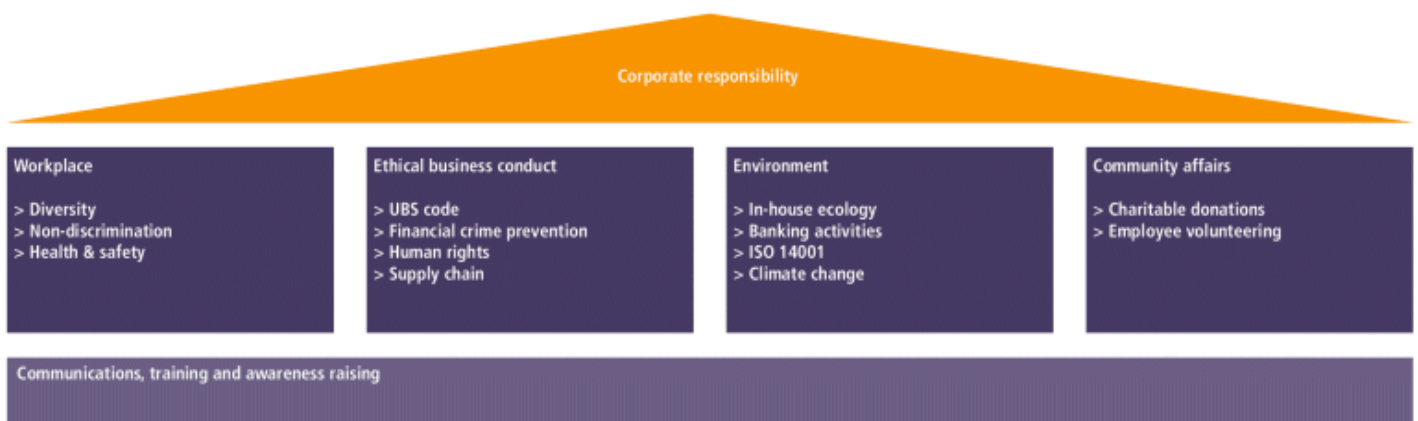 Corporate responsibility
Workplace
> Diversity
> Non-discrimination
> Health & safety
Ethical business conduct
> UBS code
> Financial crime prevention
> Human rights
> Supply chain
Environment
> In-house ecology
> Banking activities
> ISO 14001
> Climate change
Community affairs
> Charitable donations
> Employee volunteering
Communications, training and awareness raising